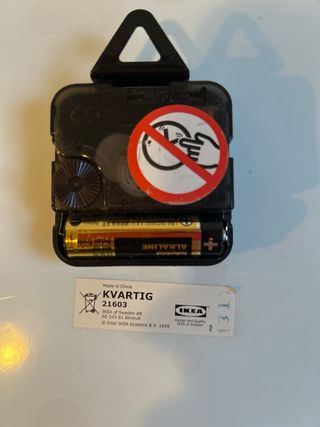 Industrial
ALKALINE
+
Made in China
KVARTIG
21603
IKEA of Sweden AB
SE-343 81 Älmhult
© Inter IKEA Systems B.V. 1999
IKEA
Design and Quality
IKEA of Sweden
131